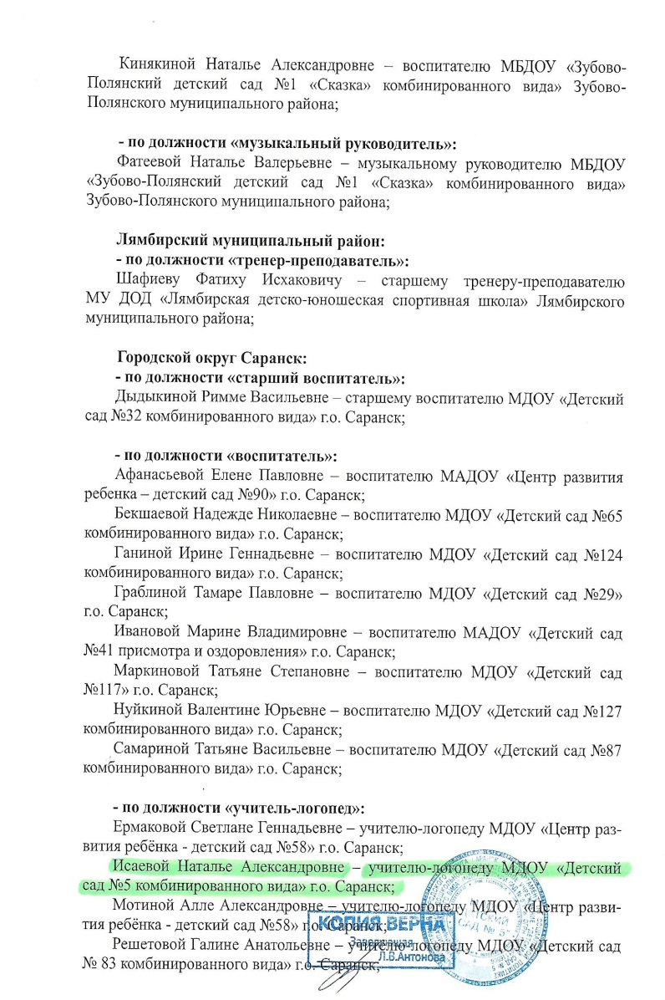 Кинякиной Наталье Александровне – воспитателю МБДОУ «Зубово-
Полянский детский сад №1 «Сказка» комбинированного вида» Зубово-
Полянского муниципального района;
- по должности «музыкальный руководитель»:
Фатеевой Наталье Валерьевне – музыкальному руководителю МБДОУ
«Зубово-Полянский детский сад №1 «Сказка» комбинированного вида»
Зубово-Полянского муниципального района;
Лямбирский муниципальный район:
- по должности «тренер-преподаватель»:
Шафиеву Фатиху Исхаковичу – старшему тренеру-преподавателю
МУ ДОД «Лямбирская детско-юношеская спортивная школа» Лямбирского
муниципального района;
Городской округ Саранск:
- по должности «старший воспитатель»:
Дыдыкиной Римме Васильевне – старшему воспитателю МДОУ «Детский
сад №32 комбинированного вида» г.о. Саранск;
- по должности «воспитатель»:
Афанасьевой Елене Павловне – воспитателю МАДОУ «Центр развития
ребенка – детский сад №90» г.о. Саранск;
Бекшаевой Надежде Николаевне – воспитателю МДОУ «Детский сад №65
комбинированного вида» г.о. Саранск;
Ганиной Ирине Геннадьевне – воспитателю МДОУ «Детский сад №124
комбинированного вида» г.о. Саранск;
Граблиной Тамаре Павловне – воспитателю МДОУ «Детский сад №29»
г.о. Саранск;
Ивановой Марине Владимировне – воспитателю МАДОУ «Детский сад
№41 присмотра и оздоровления» г.о. Саранск;
Маркиновой Татьяне Степановне – воспитателю МДОУ «Детский сад
№117» г.о. Саранск;
Нуйкиной Валентине Юрьевне – воспитателю МДОУ «Детский сад №127
комбинированного вида» г.о. Саранск;
Самариной Татьяне Васильевне – воспитателю МДОУ «Детский сад №87
комбинированного вида» г.о. Саранск;
- по должности «учитель-логопед»:
Ермаковой Светлане Геннадьевне – учителю-логопеду МДОУ «Центр раз-
вития ребёнка - детский сад №58» г.о. Саранск;
Исаевой Наталье Александровне – учителю-логопеду МДОУ «Детский
сад №5 комбинированного вида» г.о. Саранск;
Мотиной Алле Александровне – учителю-логопеду МДОУ «Центр разви-
тия ребёнка - детский сад №58» г.о. Саранск;
Решетовой Галине Анатольевне – учителю-логопеду МДОУ «Детский сад
№ 83 комбинированного вида» г.о. Саранск;
КОПИЯ ВЕРНА
Заведующая
Л.В.Антонова